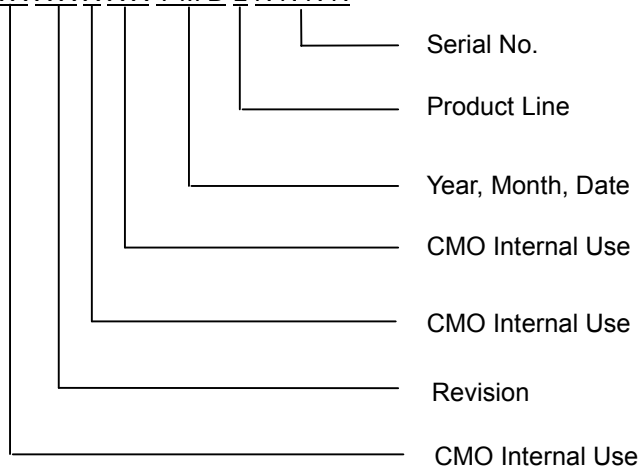 Serial No.
Product Line
Year, Month, Date
CMO Internal Use
CMO Internal Use
Revision
CMO Internal Use